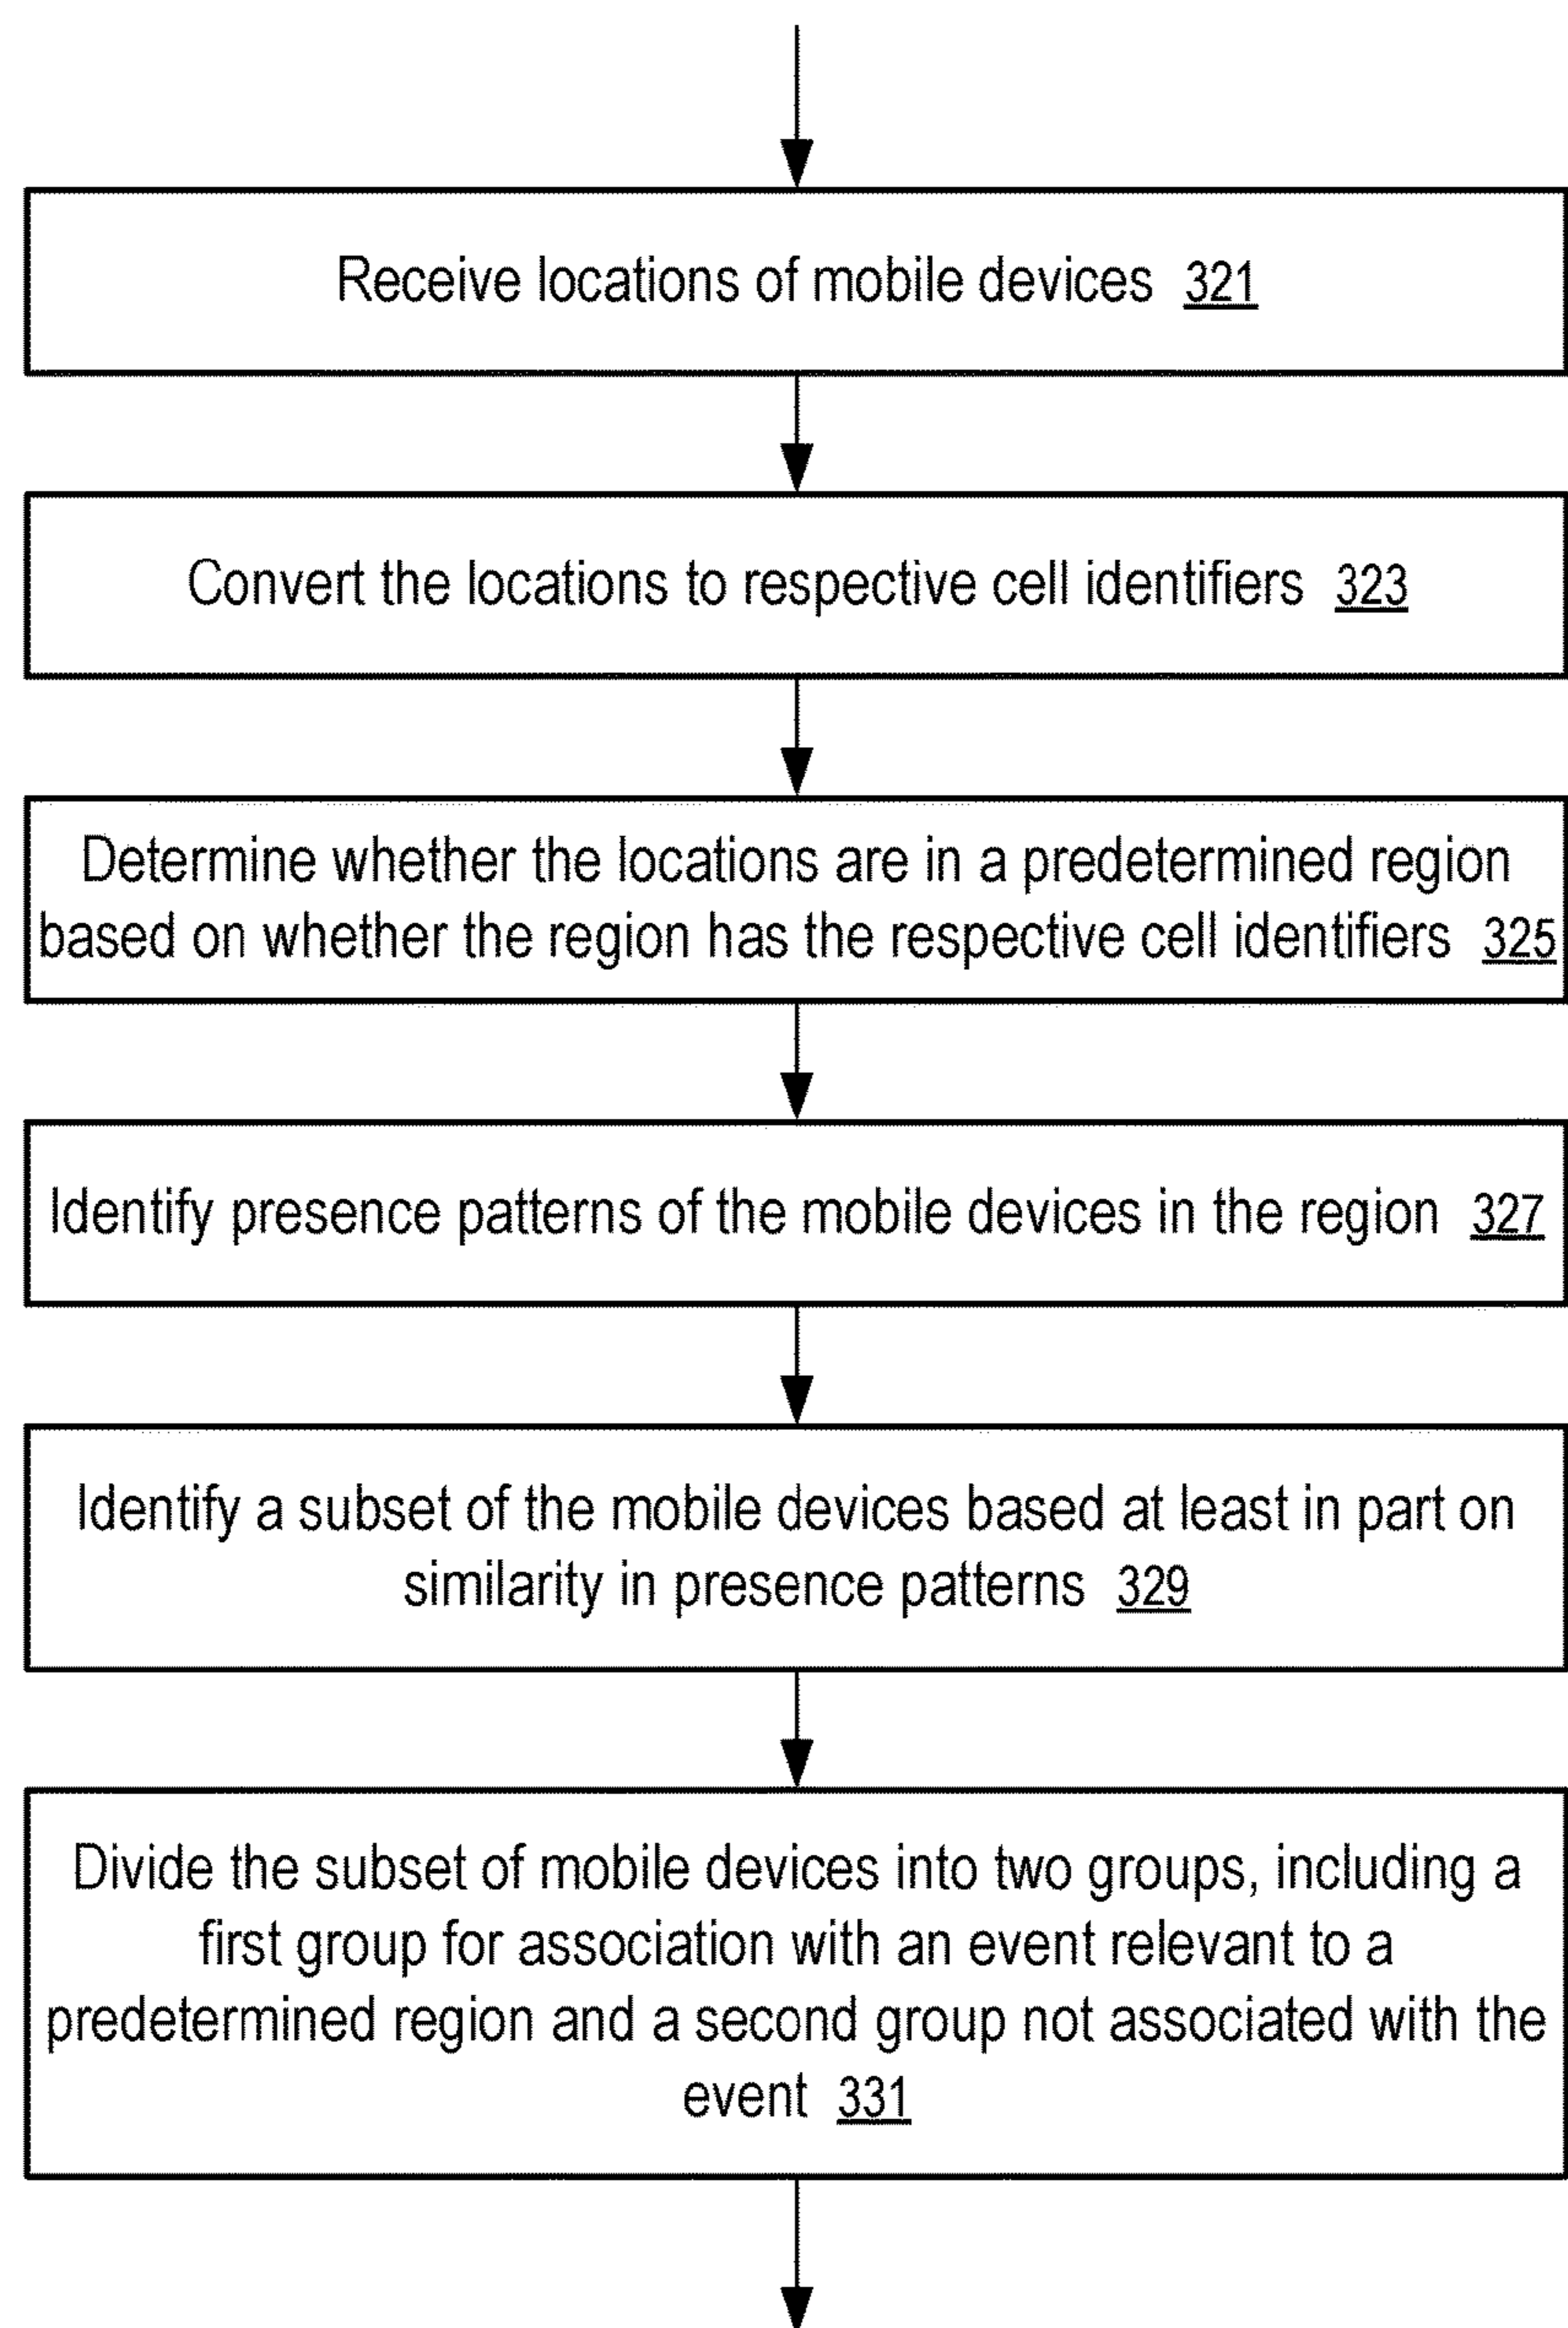 Receive locations of mobile devices 321
Convert the locations to respective cell identifiers 323
Determine whether the locations are in a predetermined region
based on whether the region has the respective cell identifiers 325
Identify presence patterns of the mobile devices in the region 327
Identify a subset of the mobile devices based at least in part on
similarity in presence patterns 329
Divide the subset of mobile devices into two groups, including a
first group for association with an event relevant to a
predetermined region and a second group not associated with the
event 331